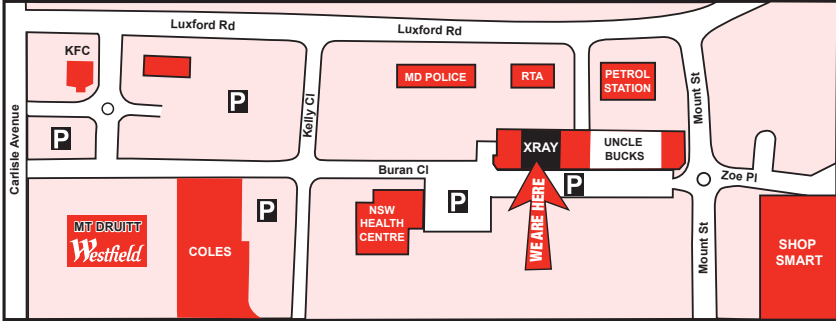 Luxford Rd
Luxford Rd
KFC
MD POLICE
RTA
PETROL
STATION
P
Kelly Cl
Mount St
Carlisle Avenue
P
XRAY
UNCLE
BUCKS
Buran Cl
Zoe Pl
P
P
P
WE ARE HERE
MT DRUITT
Westfield
COLES
NSW
HEALTH
CENTRE
Mount St
SHOP
SMART